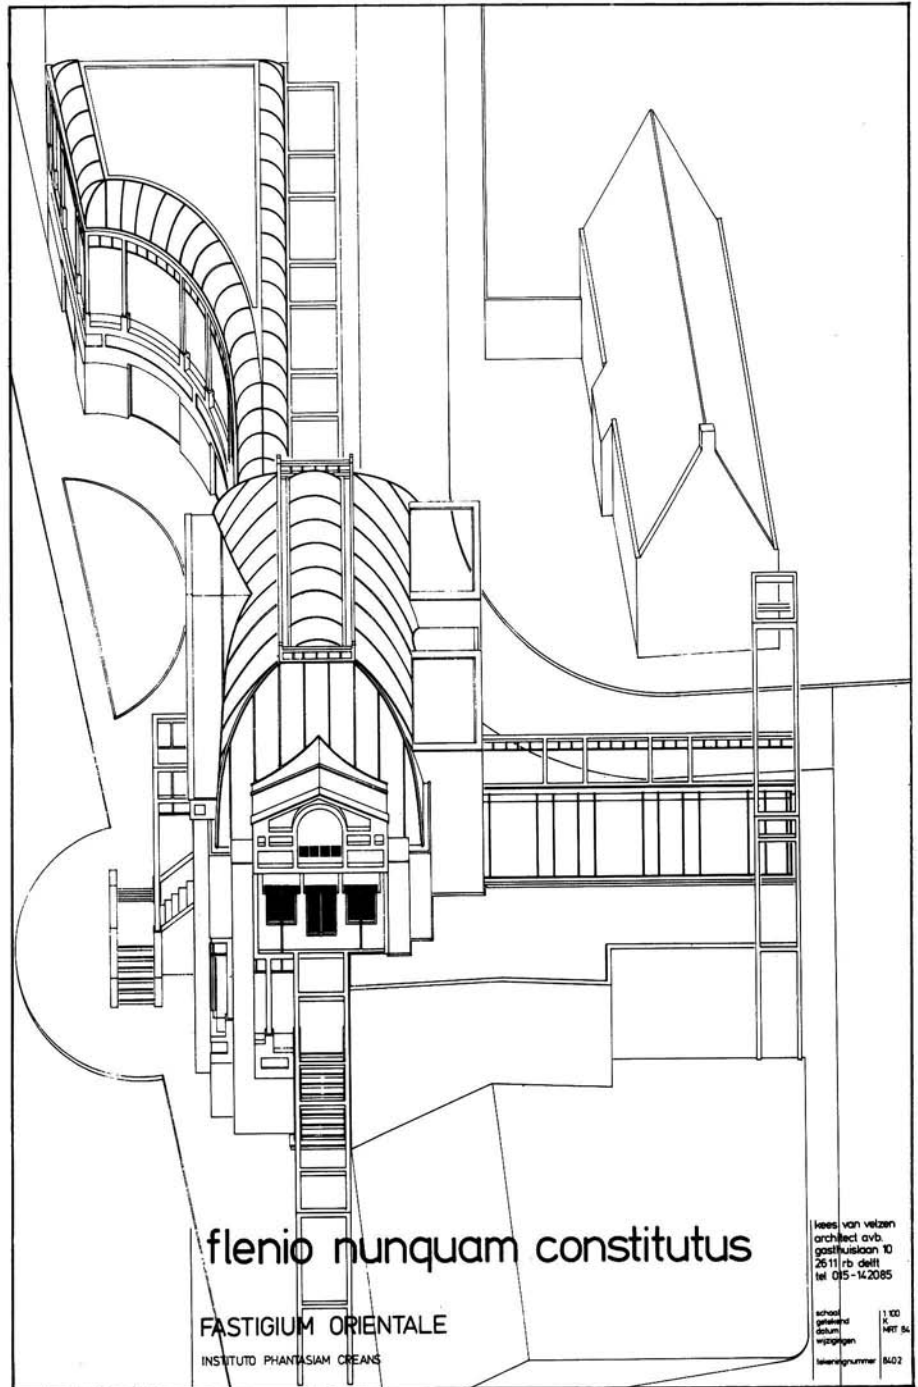 flenio nunquam constitutus
FASTIGIUM ORIENTALE
INSTITUTO PHANTASIAM CREANS
kees van velzen
architect avb.
gasthuislaan 10
2611 rb delft
tel 015-142085
schaal 1:100
getekend K
datum MRT 84
wijzigingen
tekeningnummer 8402